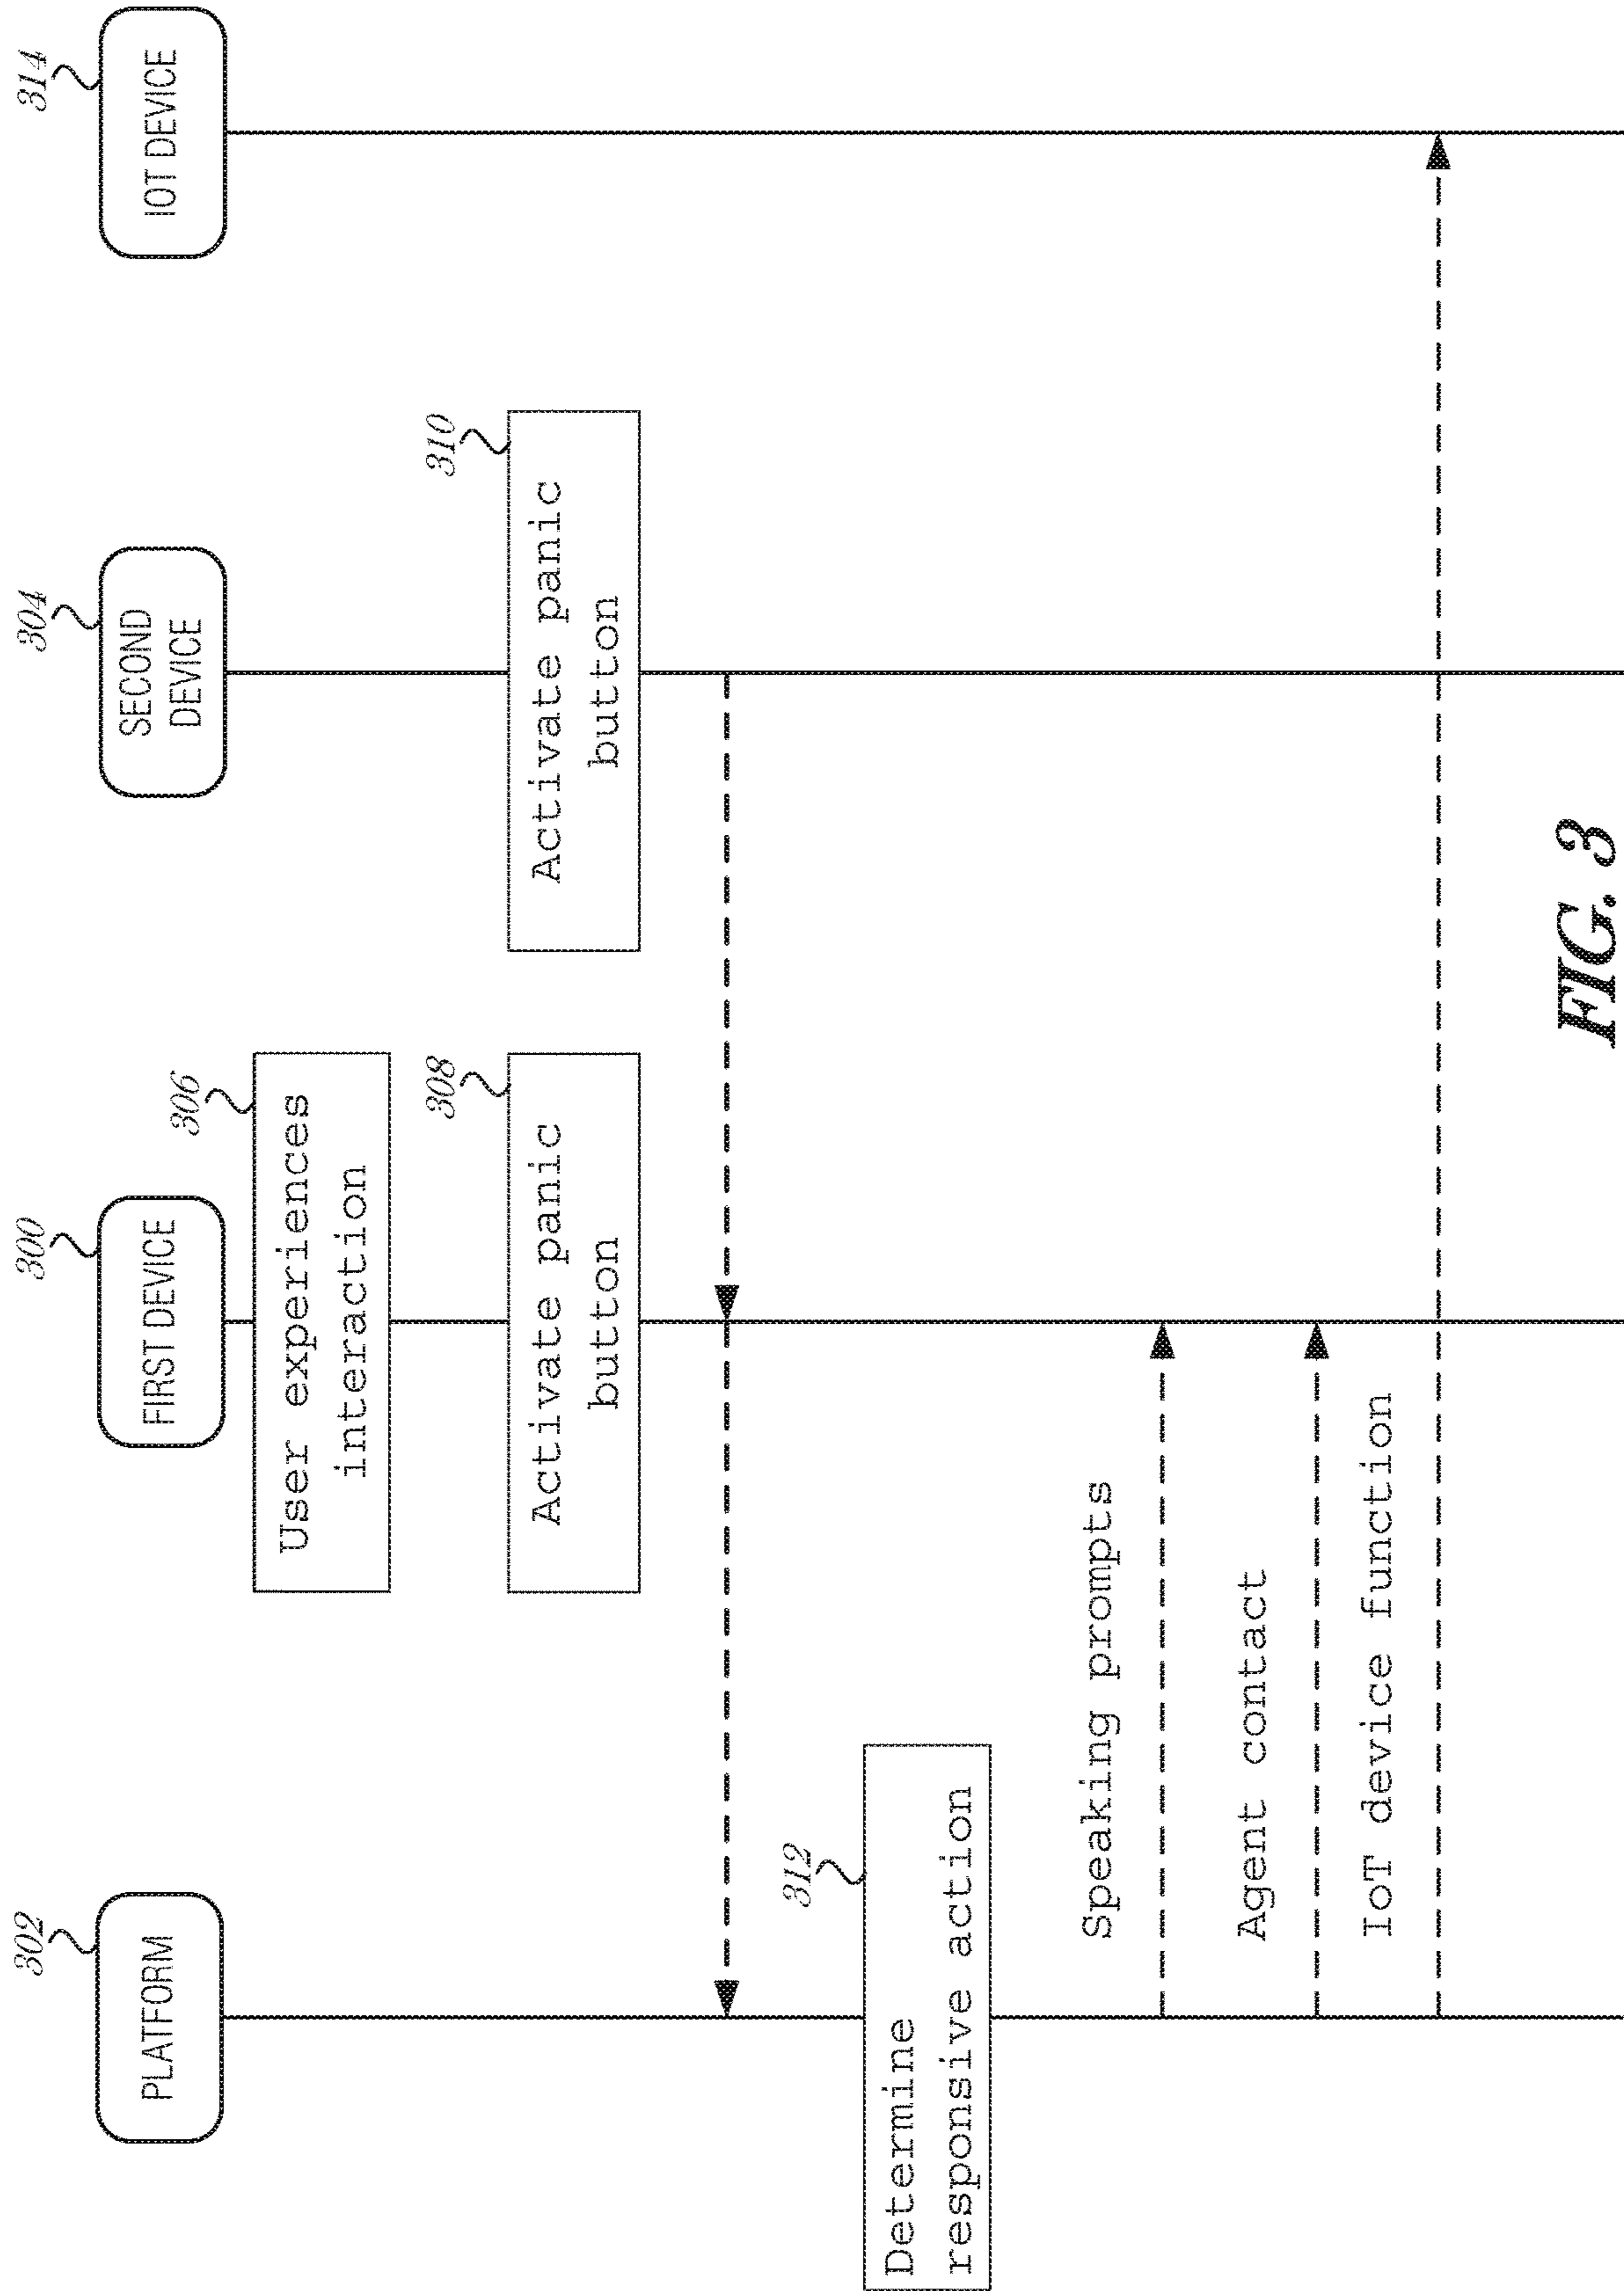 302
PLATFORM
300
FIRST DEVICE
304
SECOND
DEVICE
314
IOT DEVICE
306
User experiences
interaction
308
Activate panic
button
310
Activate panic
button
312
Determine
responsive action
Speaking prompts
Agent contact
IoT device function
FIG. 3